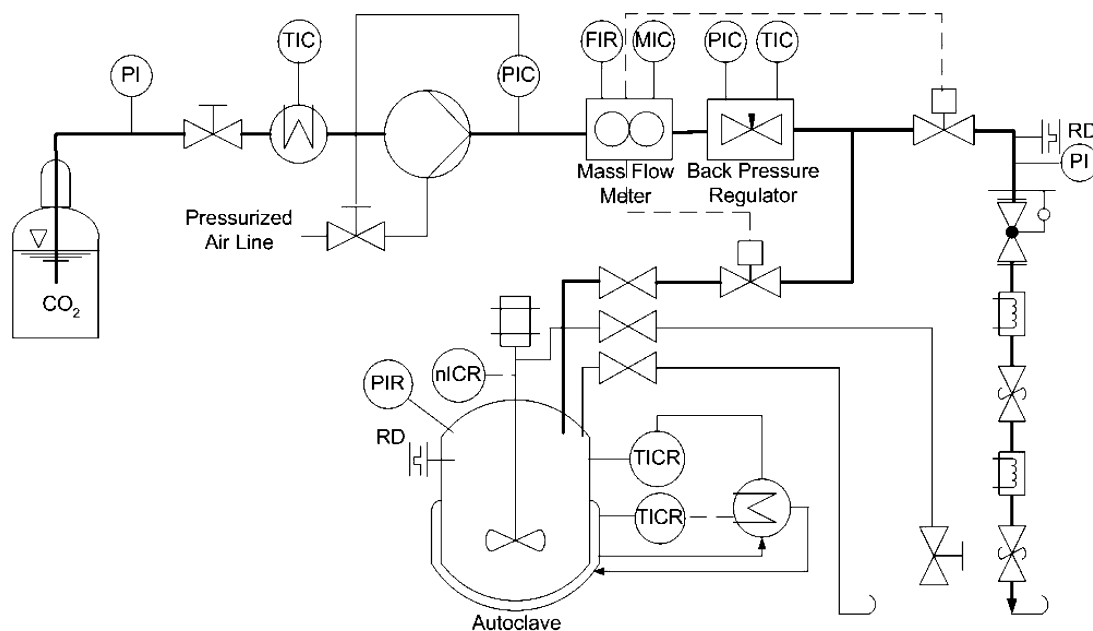 TIC
FIR
MIC
PIC
TIC
PI
PIC
RD
PI
Mass Flow
Meter
Back Pressure
Regulator
Pressurized
Air Line
CO2
nICR
PIR
RD
TICR
TICR
Autoclave